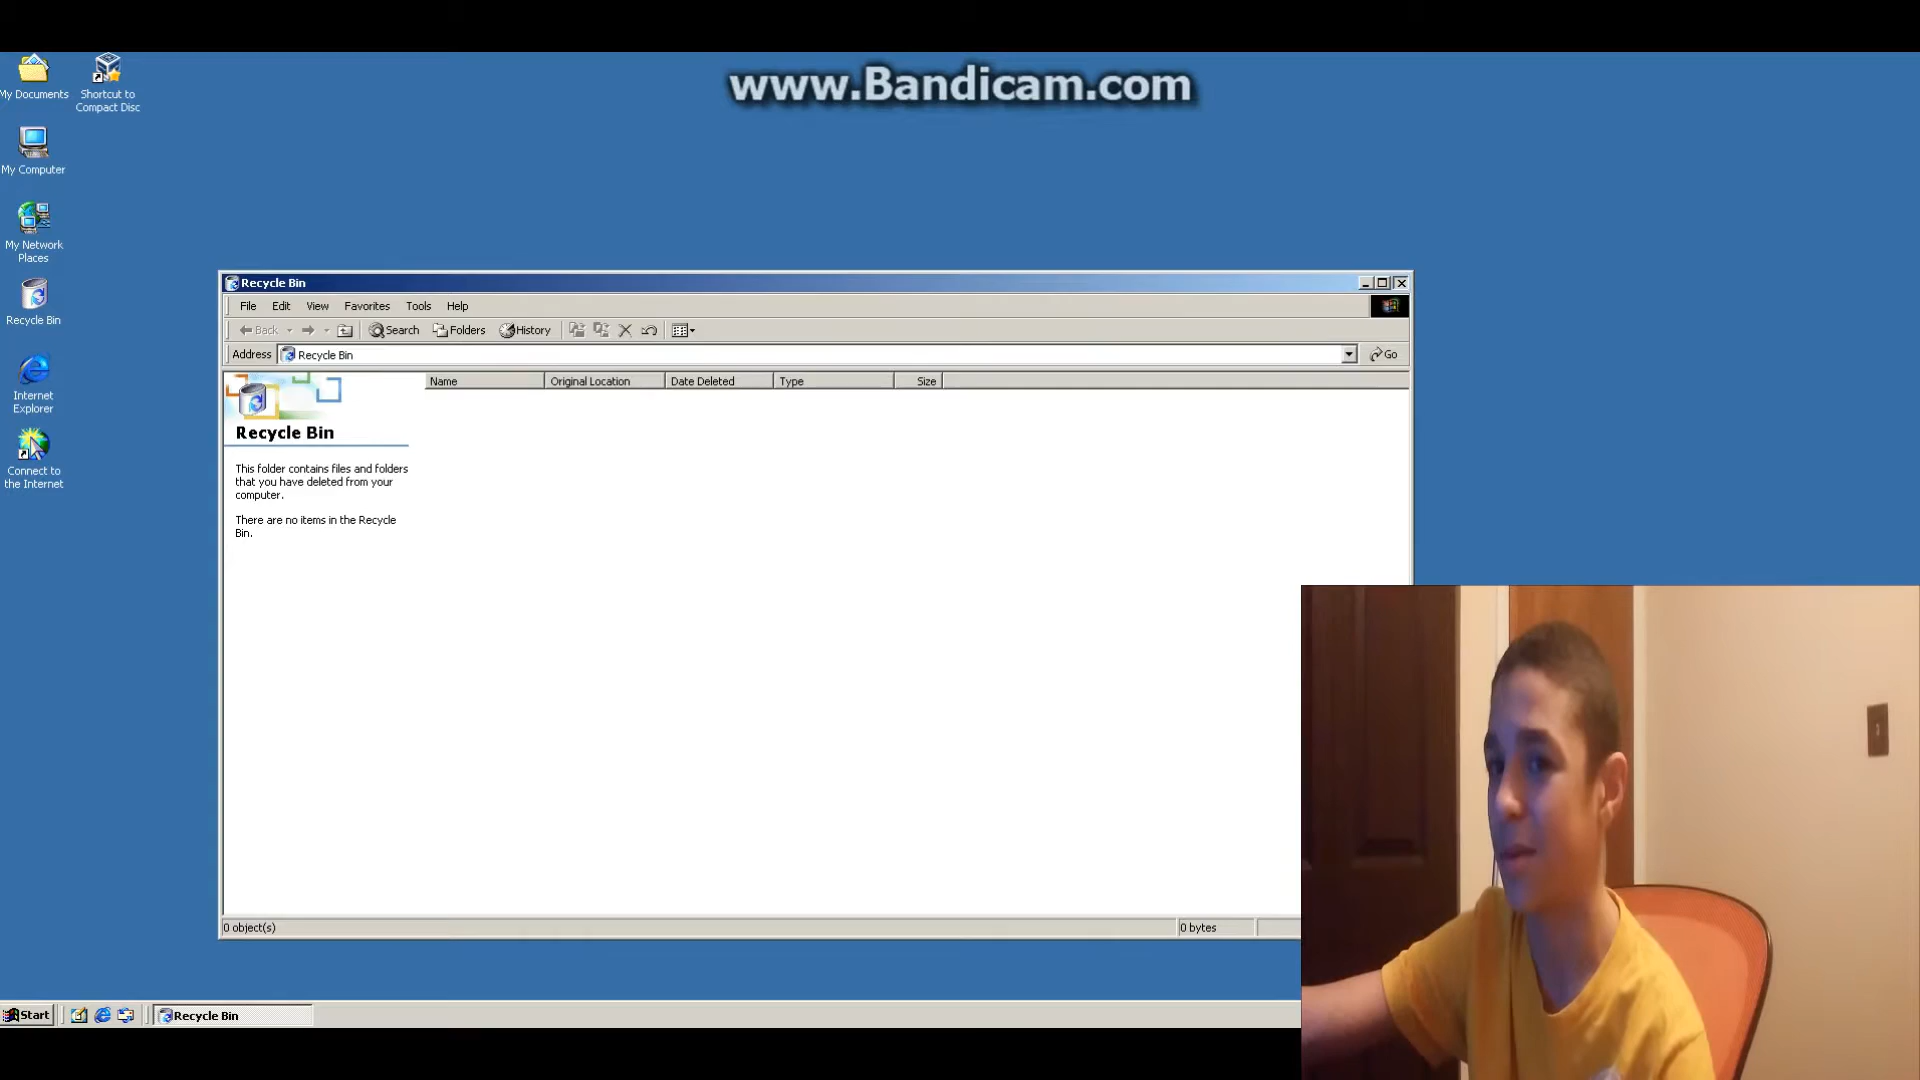 www.Bandicam.com
My Documents
Shortcut to
Compact Disc
My Computer
My Network
Places
Recycle Bin
Internet
Explorer
Connect to
the Internet
Recycle Bin
File Edit View Favorites Tools Help
Back Search Folders History
Address Recycle Bin Go
Name Original Location Date Deleted Type Size
Recycle Bin
This folder contains files and folders
that you have deleted from your
computer.
There are no items in the Recycle
Bin.
0 object(s) 0 bytes
Start Recycle Bin